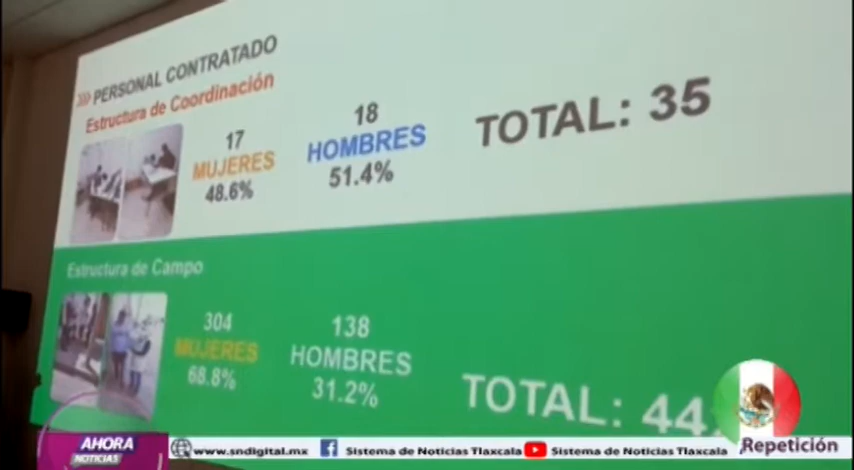 PERSONAL CONTRATADO
Estructura de Coordinación
17
MUJERES
48.6%
18
HOMBRES
51.4%
TOTAL: 35
Estructura de Campo
304
MUJERES
68.8%
138
HOMBRES
31.2%
TOTAL: 44
AHORA
NOTICIAS
www.sndigital.mx
Sistema de Noticias Tlaxcala
Sistema de Noticias Tlaxcala
Repetición